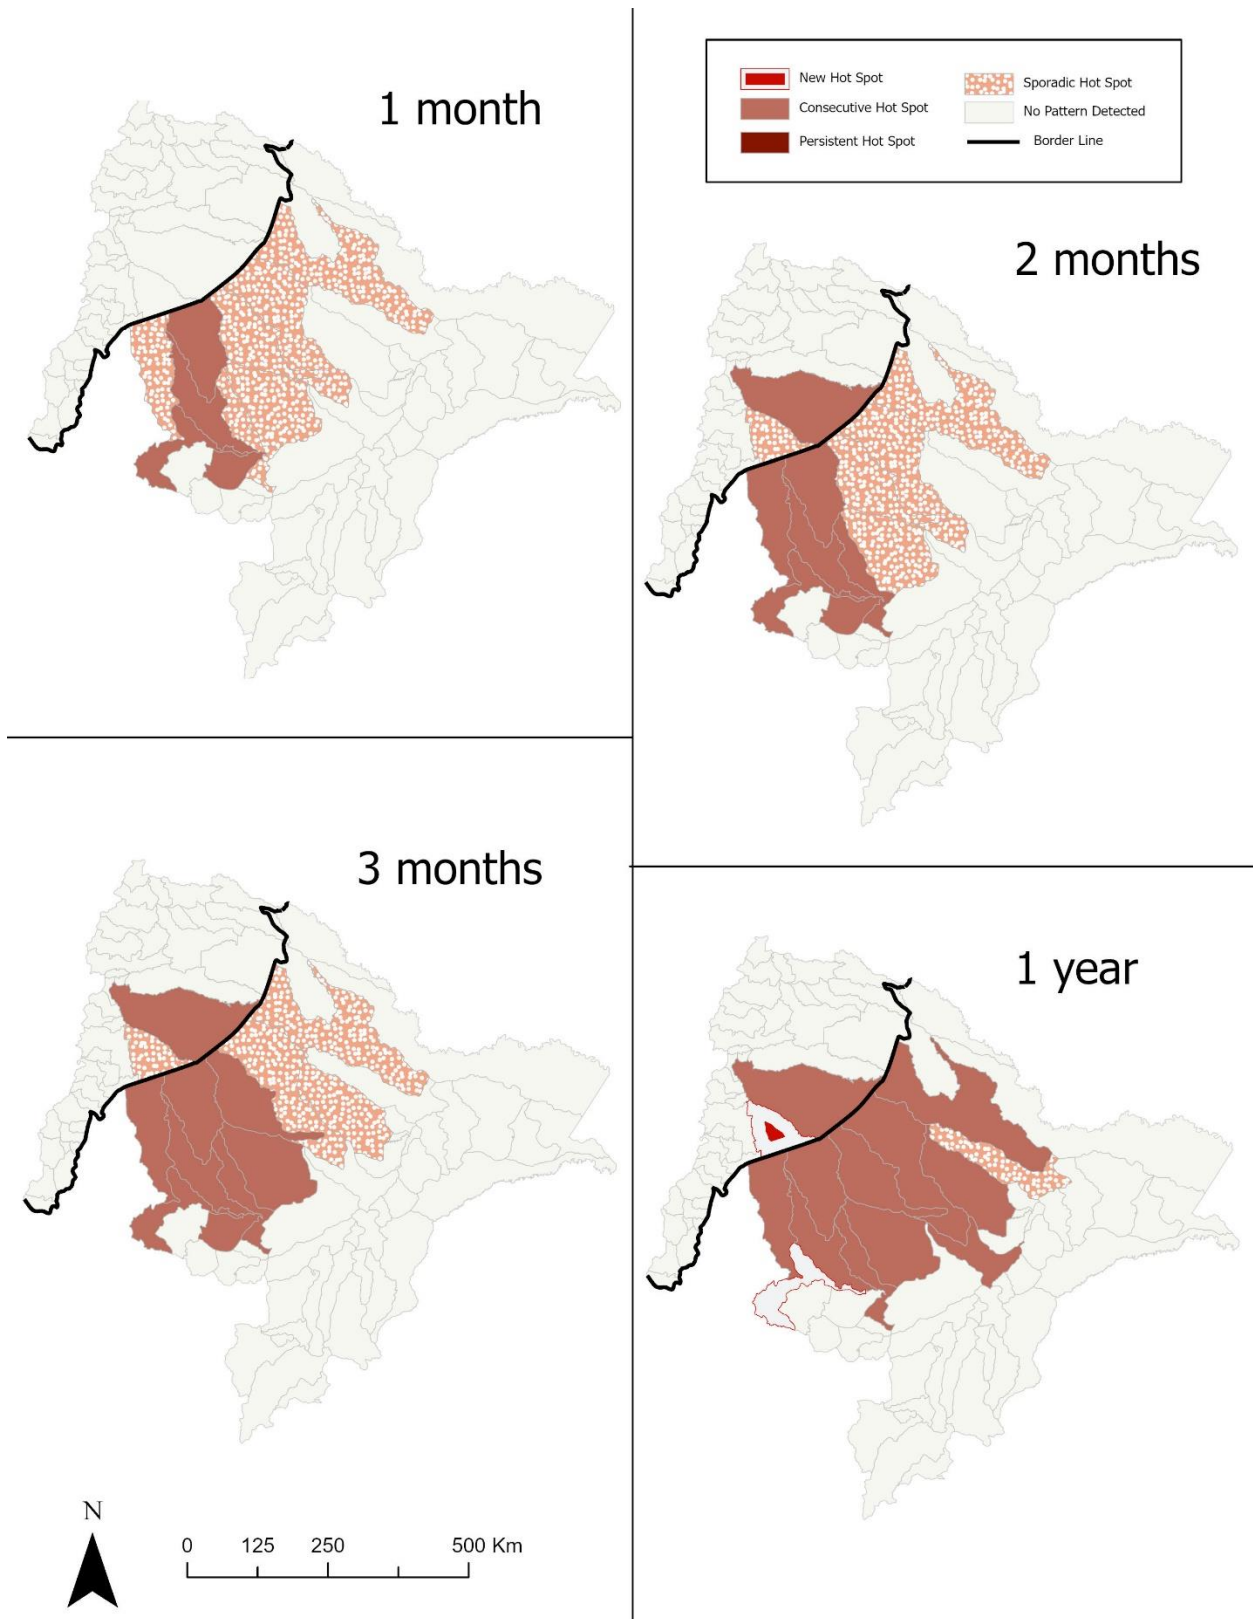 1 month
New Hot Spot
Consecutive Hot Spot
Persistent Hot Spot
Sporadic Hot Spot
No Pattern Detected
Border Line
2 months
3 months
1 year
N
0 125 250 500 Km